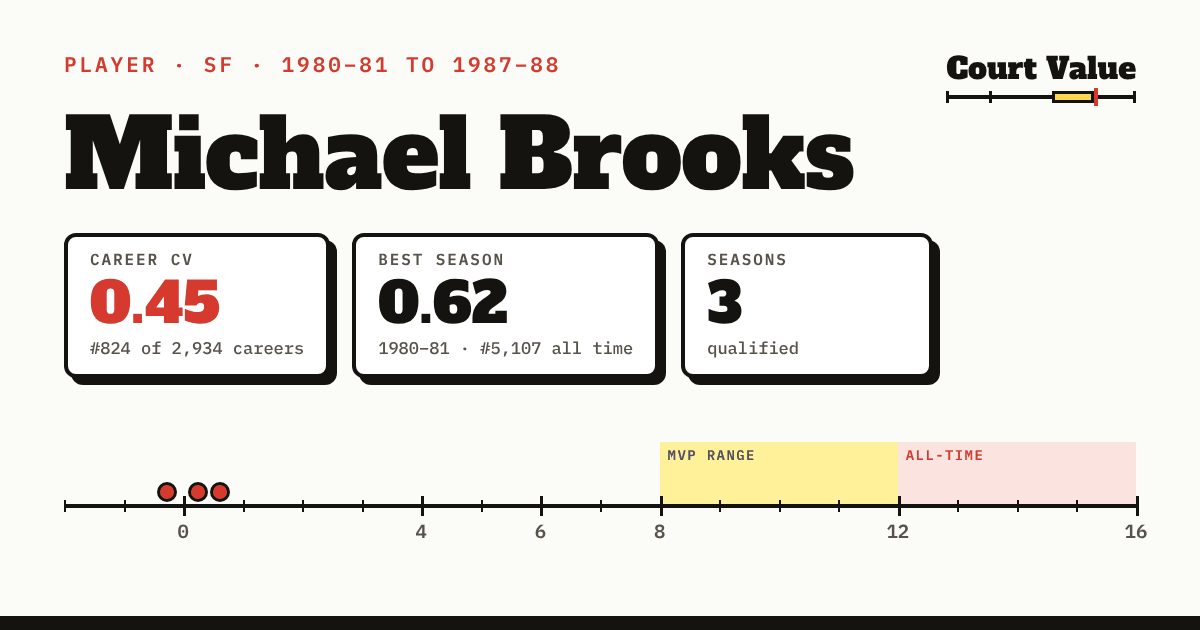 PLAYER · SF · 1980–81 TO 1987–88
Court Value
Michael Brooks
CAREER CV
0.45
#824 of 2,934 careers
BEST SEASON
0.62
1980–81 · #5,107 all time
SEASONS
3
qualified
MVP RANGE
ALL-TIME
0 4 6 8 12 16